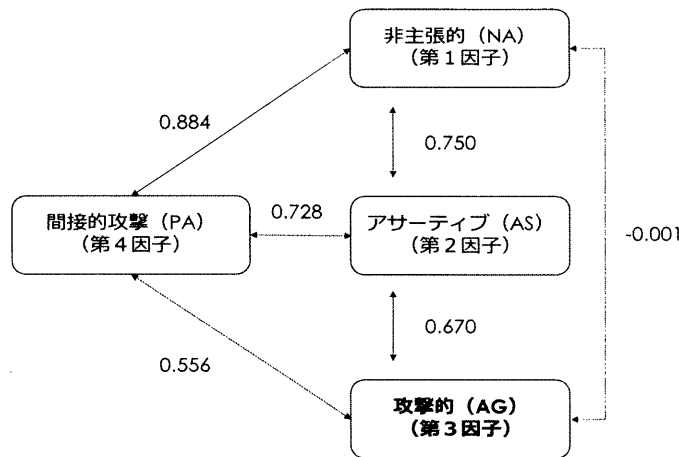 非主張的（NA）
（第１因子）
0.884
0.750
間接的攻撃（PA）
（第４因子）
0.728
アサーティブ（AS）
（第２因子）
-0.001
0.670
0.556
攻撃的（AG）
（第３因子）